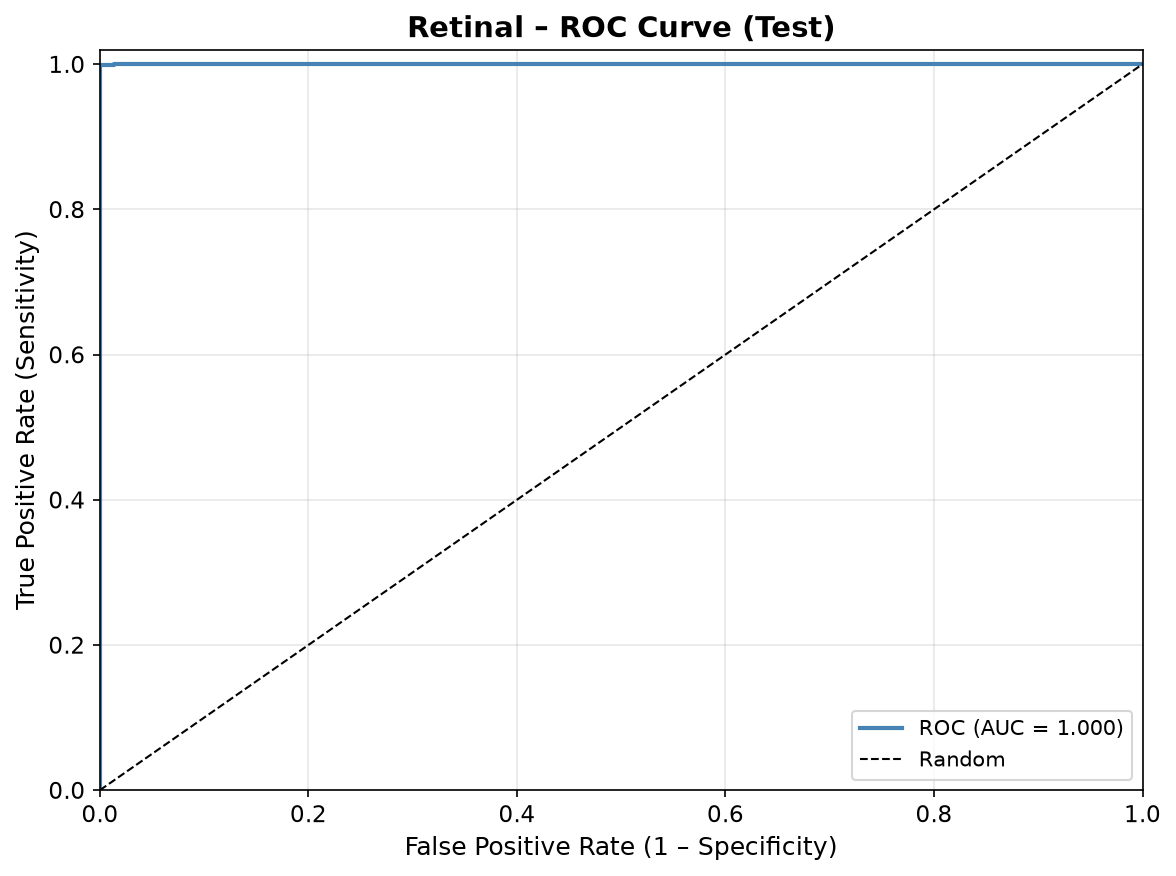 Retinal – ROC Curve (Test)
True Positive Rate (Sensitivity)
1.0
0.8
0.6
0.4
0.2
0.0
0.0 0.2 0.4 0.6 0.8 1.0
False Positive Rate (1 – Specificity)
ROC (AUC = 1.000)
Random